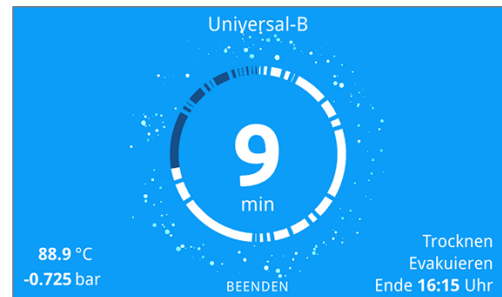 Universal-B
9
min
88.9 °C
-0.725 bar
BEENDEN
Trocknen
Evakuieren
Ende 16:15 Uhr